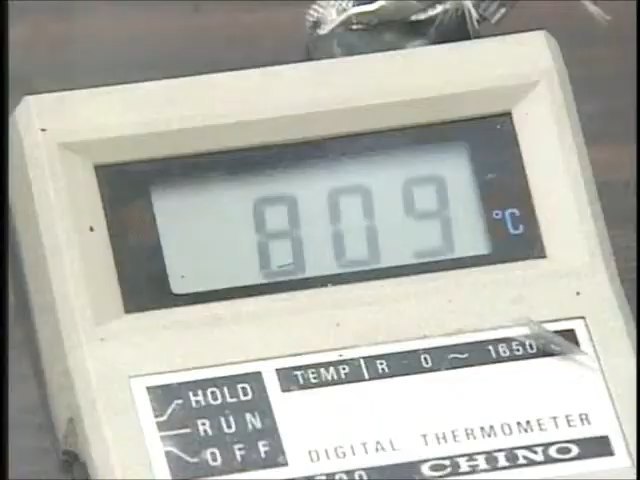 809 °C
TEMP R 0 ~ 1650
HOLD
RUN
OFF
DIGITAL THERMOMETER
CHINO